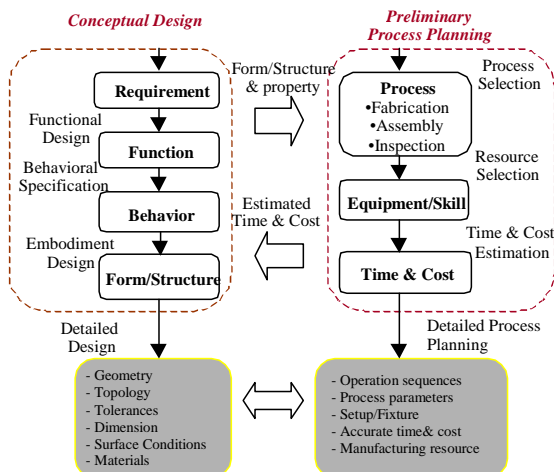 Conceptual Design
Preliminary
Process Planning
Requirement
Functional
Design
Function
Behavioral
Specification
Behavior
Embodiment
Design
Form/Structure
Detailed
Design
- Geometry
- Topology
- Tolerances
- Dimension
- Surface Conditions
- Materials
Form/Structure
& property
Estimated
Time & Cost
Process
Selection
Process
•Fabrication
•Assembly
•Inspection
Resource
Selection
Equipment/Skill
Time & Cost
Estimation
Time & Cost
Detailed Process
Planning
- Operation sequences
- Process parameters
- Setup/Fixture
- Accurate time& cost
- Manufacturing resource